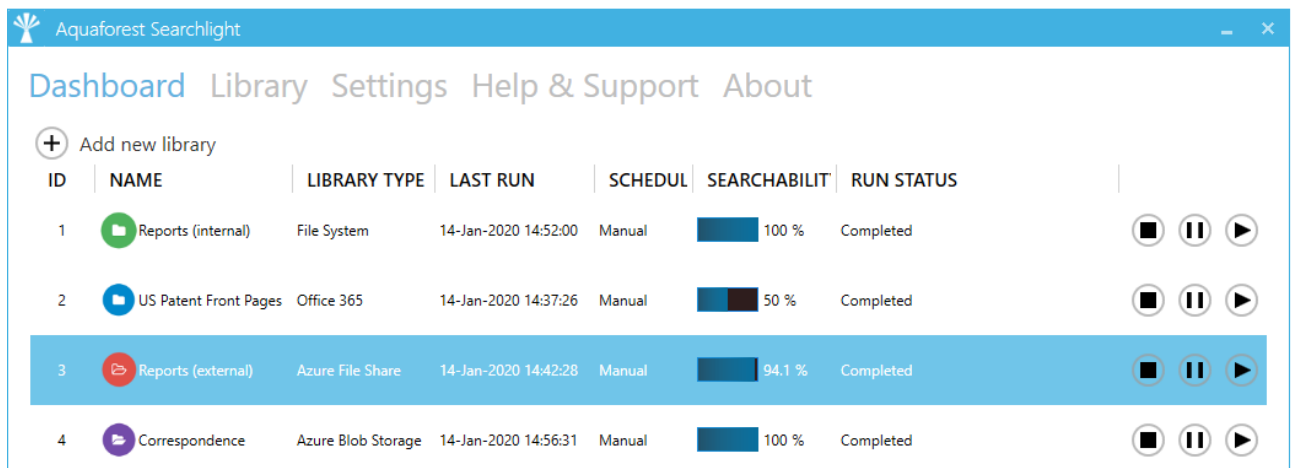 Aquaforest Searchlight
Dashboard Library Settings Help & Support About
Add new library
ID NAME LIBRARY TYPE LAST RUN SCHEDUL SEARCHABILIT RUN STATUS
1 Reports (internal) File System 14-Jan-2020 14:52:00 Manual 100 % Completed
2 US Patent Front Pages Office 365 14-Jan-2020 14:37:26 Manual 50 % Completed
3 Reports (external) Azure File Share 14-Jan-2020 14:42:28 Manual 94.1 % Completed
4 Correspondence Azure Blob Storage 14-Jan-2020 14:56:31 Manual 100 % Completed